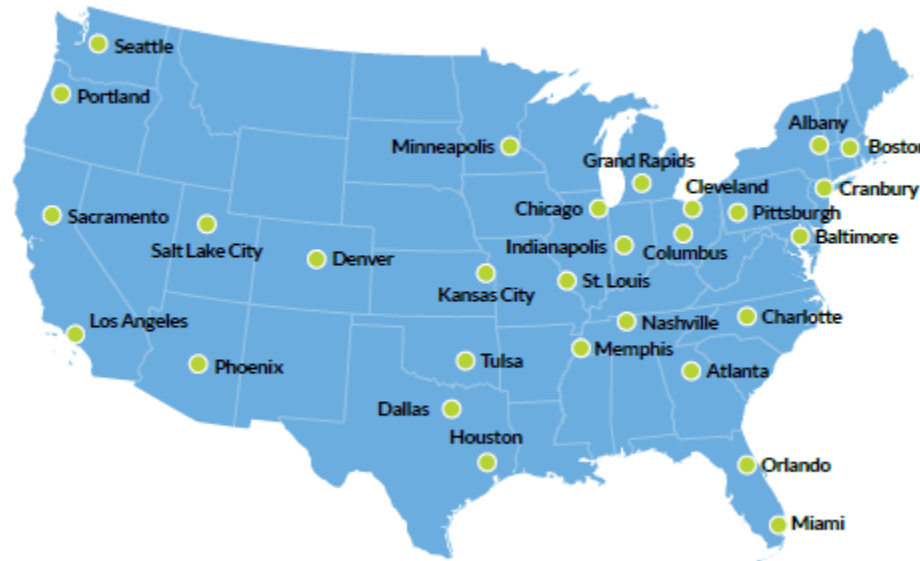 Seattle
Portland
Albany
Minneapolis
Boston
Grand Rapids
Cleveland
Cranbury
Chicago
Pittsburgh
Sacramento
Baltimore
Indianapolis
Columbus
Salt Lake City
Denver
St. Louis
Kansas City
Los Angeles
Nashville
Charlotte
Memphis
Tulsa
Phoenix
Atlanta
Dallas
Houston
Orlando
Miami